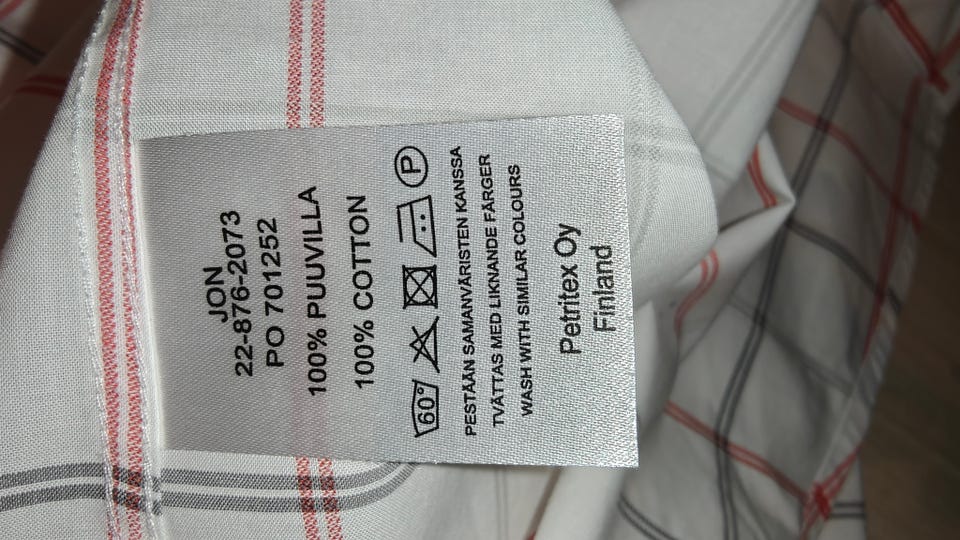 JON
22-876-2073
PO 701252
100% PUUVILLA
100% COTTON
60° P
PESTÄÄN SAMANVÄRISTEN KANSSA
TVÄTTAS MED LIKNANDE FÄRGER
WASH WITH SIMILAR COLOURS
Petritex Oy
Finland